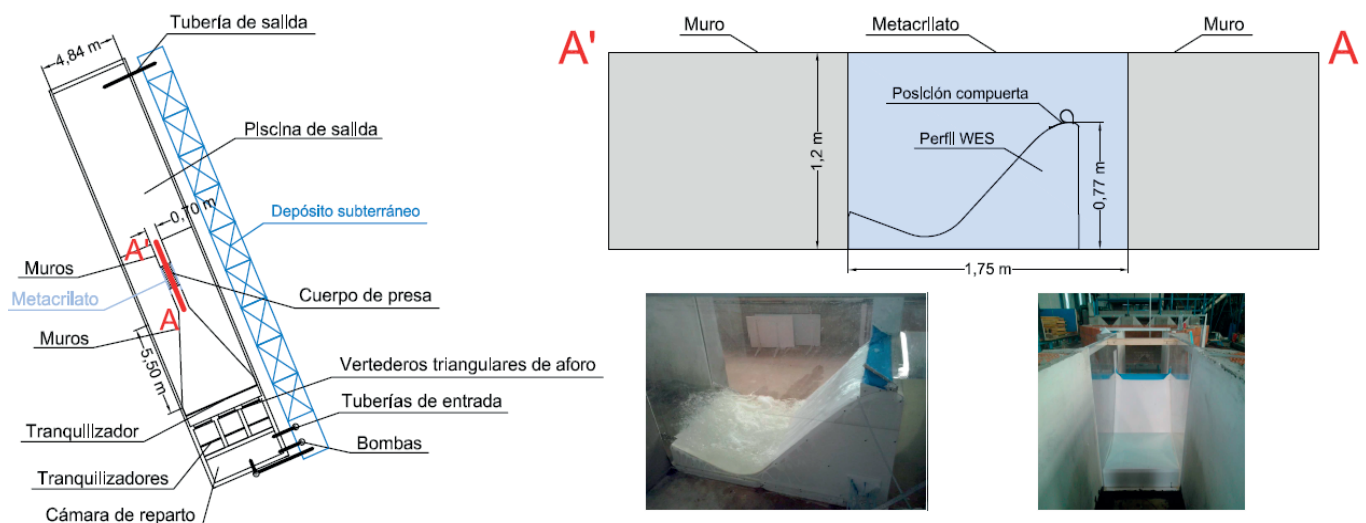 Tubería de salida
4,84 m
Piscina de salida
0,70 m
Depósito subterráneo
A'
Muros
Metacrilato
Cuerpo de presa
A
Muros
5,50 m
Vertederos triangulares de aforo
Tuberías de entrada
Tranquilizador
Bombas
Tranquilizadores
Cámara de reparto
A'
Muro
Metacrilato
Muro
A
Posición compuerta
Perfil WES
1,2 m
0,77 m
1,75 m